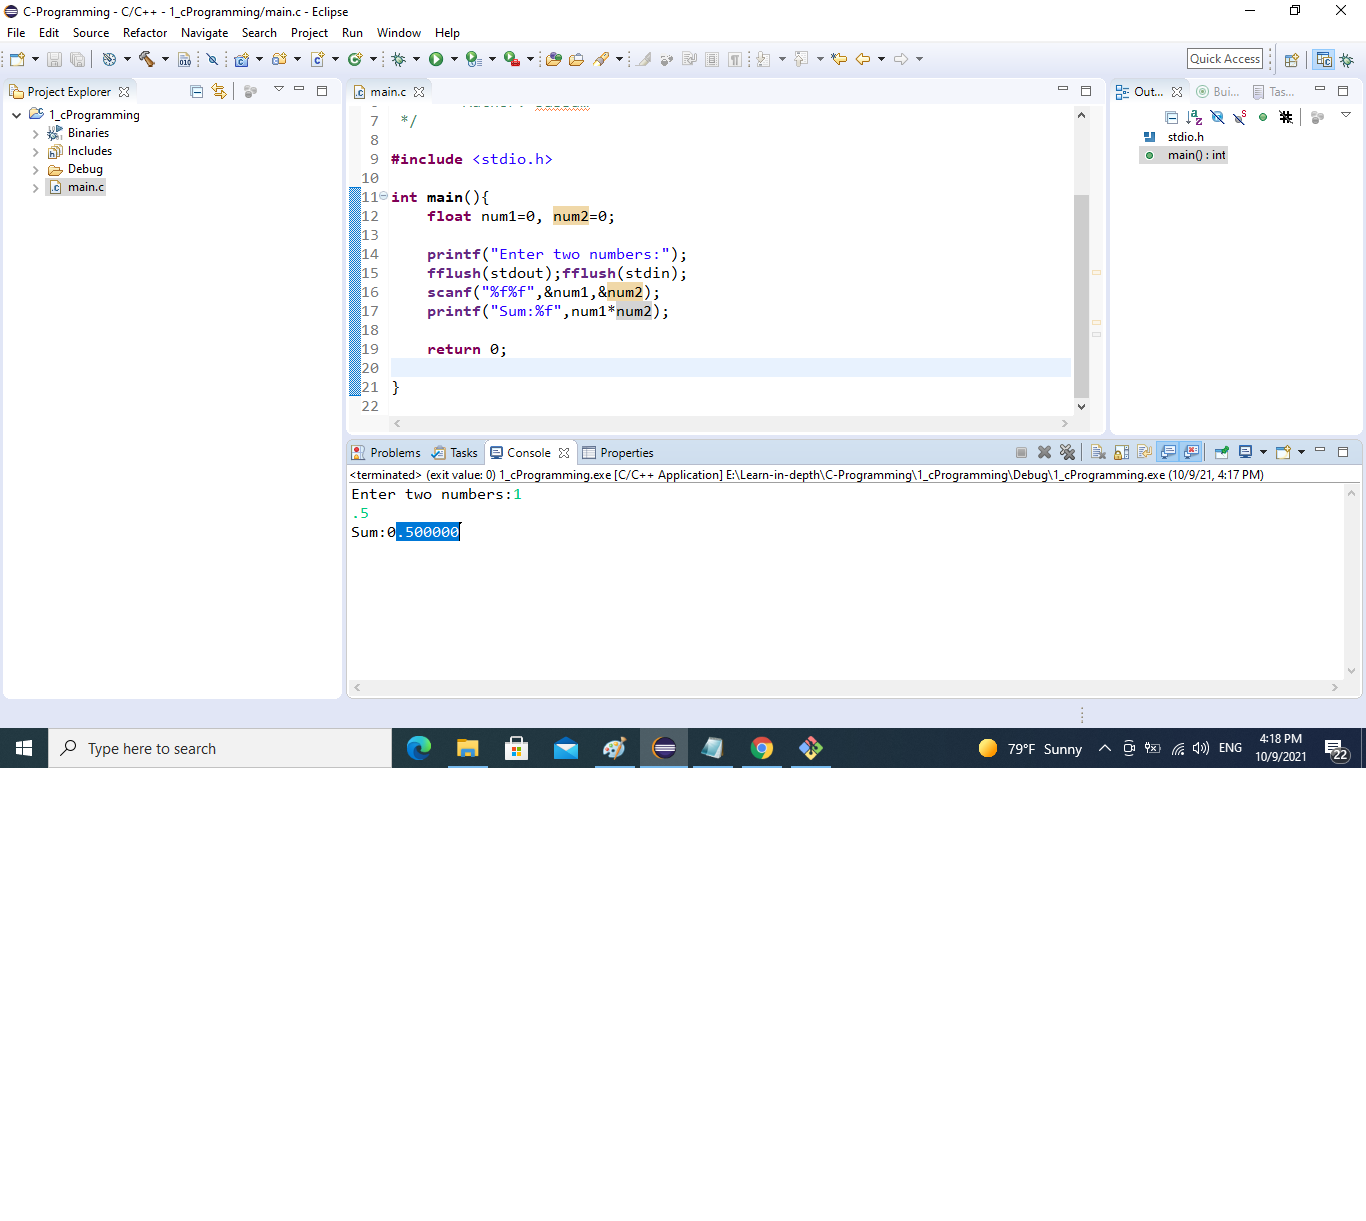 C-Programming - C/C++ - 1_cProgramming/main.c - Eclipse
File Edit Source Refactor Navigate Search Project Run Window Help
Quick Access
Project Explorer
1_cProgramming
Binaries
Includes
Debug
main.c
main.c
7 */
8
9 #include <stdio.h>
10
11 int main(){
12 float num1=0, num2=0;
13
14 printf("Enter two numbers:");
15 fflush(stdout);fflush(stdin);
16 scanf("%f%f",&num1,&num2);
17 printf("Sum:%f",num1*num2);
18
19 return 0;
20
21 }
22
Out... Bui... Tas...
stdio.h
main() : int
Problems Tasks Console Properties
<terminated> (exit value: 0) 1_cProgramming.exe [C/C++ Application] E:\Learn-in-depth\C-Programming\1_cProgramming\Debug\1_cProgramming.exe (10/9/21, 4:17 PM)
Enter two numbers:1
.5
Sum:0.500000
Type here to search
79°F Sunny
ENG
4:18 PM
10/9/2021
22